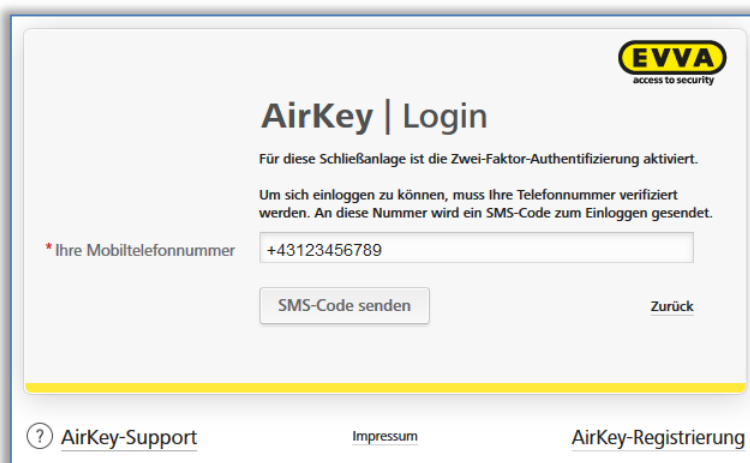 EVVA
access to security
AirKey | Login
Für diese Schließanlage ist die Zwei-Faktor-Authentifizierung aktiviert.
Um sich einloggen zu können, muss Ihre Telefonnummer verifiziert
werden. An diese Nummer wird ein SMS-Code zum Einloggen gesendet.
* Ihre Mobiltelefonnummer +43123456789
SMS-Code senden Zurück
? AirKey-Support Impressum AirKey-Registrierung